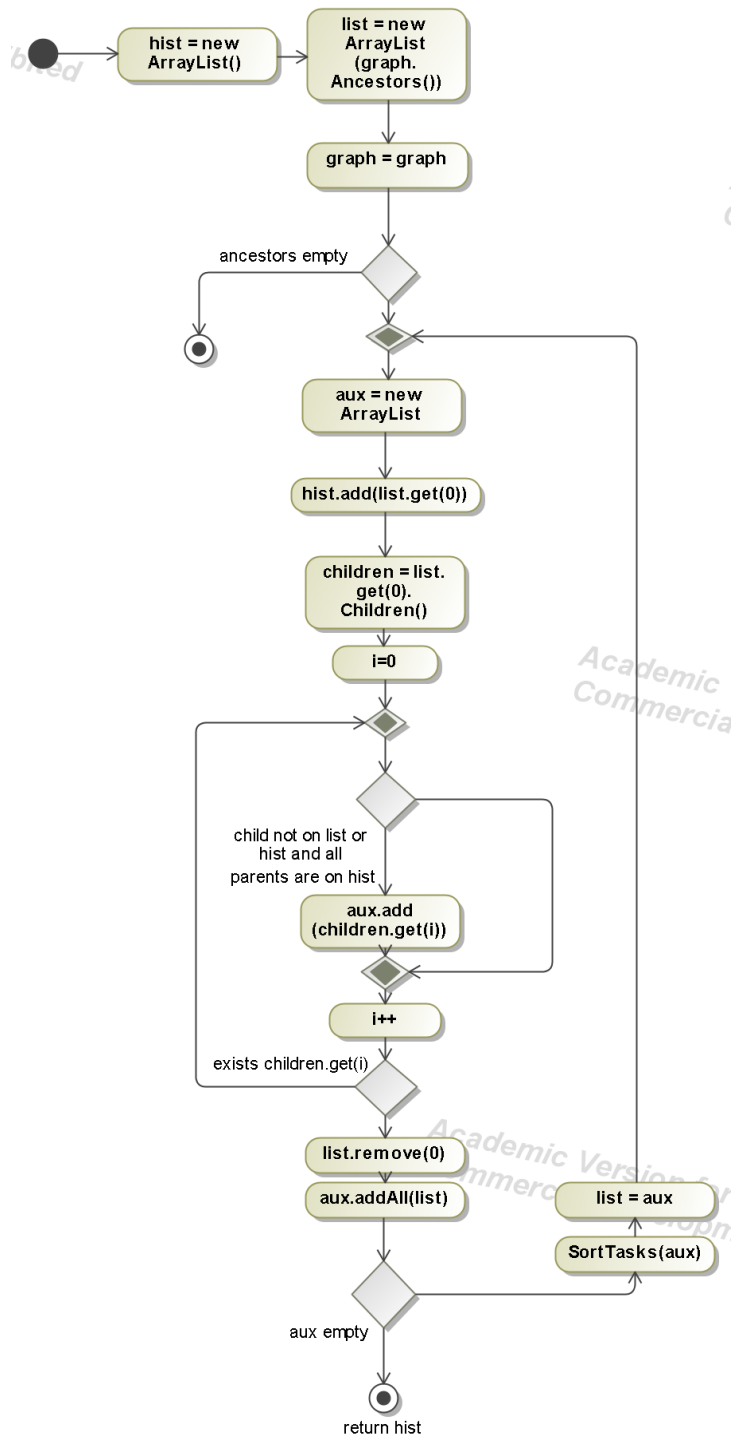 hist = new
ArrayList()
list = new
ArrayList
(graph.
Ancestors())
graph = graph
ancestors empty
aux = new
ArrayList
hist.add(list.get(0))
children = list.
get(0).
Children()
i=0
Academic
Commercia
child not on list or
hist and all
parents are on hist
aux.add
(children.get(i))
i++
exists children.get(i)
Academic Version for
list.remove(0)
aux.addAll(list)
list = aux
SortTasks(aux)
aux empty
return hist